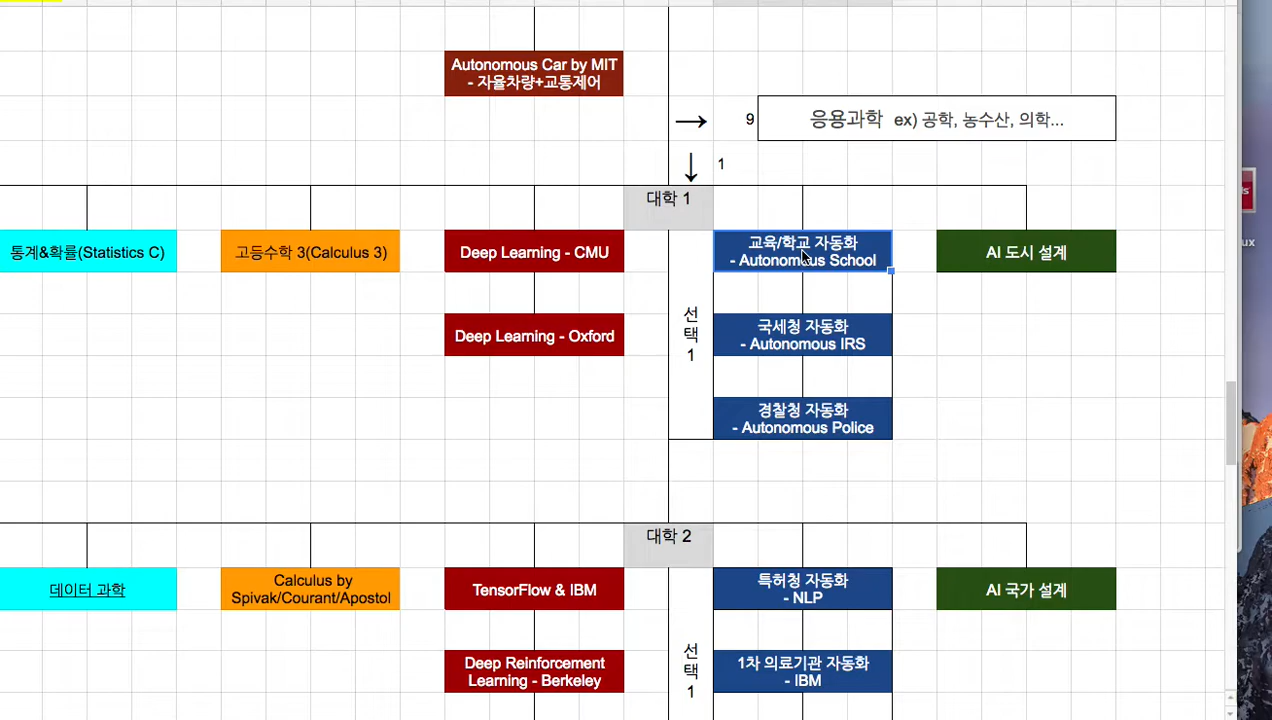 Autonomous Car by MIT
- 자율차량+교통제어
→ 9 응용과학 ex) 공학, 농수산, 의학...
↓ 1
대학 1
통계&확률(Statistics C)
고등수학 3(Calculus 3)
Deep Learning - CMU
교육/학교 자동화
- Autonomous School
AI 도시 설계
Deep Learning - Oxford
선
택
1
국세청 자동화
- Autonomous IRS
경찰청 자동화
- Autonomous Police
대학 2
데이터 과학
Calculus by
Spivak/Courant/Apostol
TensorFlow & IBM
특허청 자동화
- NLP
AI 국가 설계
Deep Reinforcement
Learning - Berkeley
선
택
1
1차 의료기관 자동화
- IBM